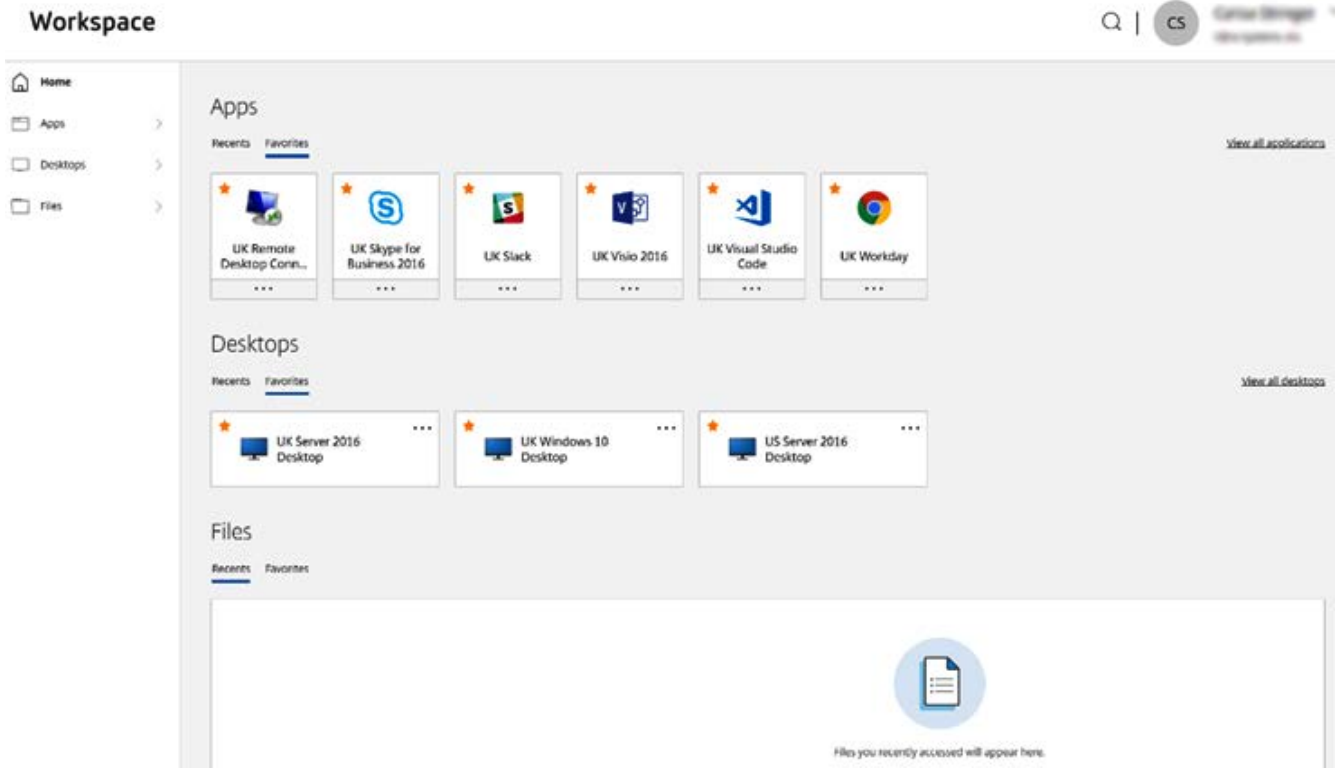 Workspace
CS
Home
Apps
Desktops
Files
Apps
Recents Favorites
View all applications
UK Remote
Desktop Conn...
UK Skype for
Business 2016
UK Slack
UK Visio 2016
UK Visual Studio
Code
UK Workday
Desktops
Recents Favorites
View all desktops
UK Server 2016
Desktop
UK Windows 10
Desktop
US Server 2016
Desktop
Files
Recents Favorites
Files you recently accessed will appear here.